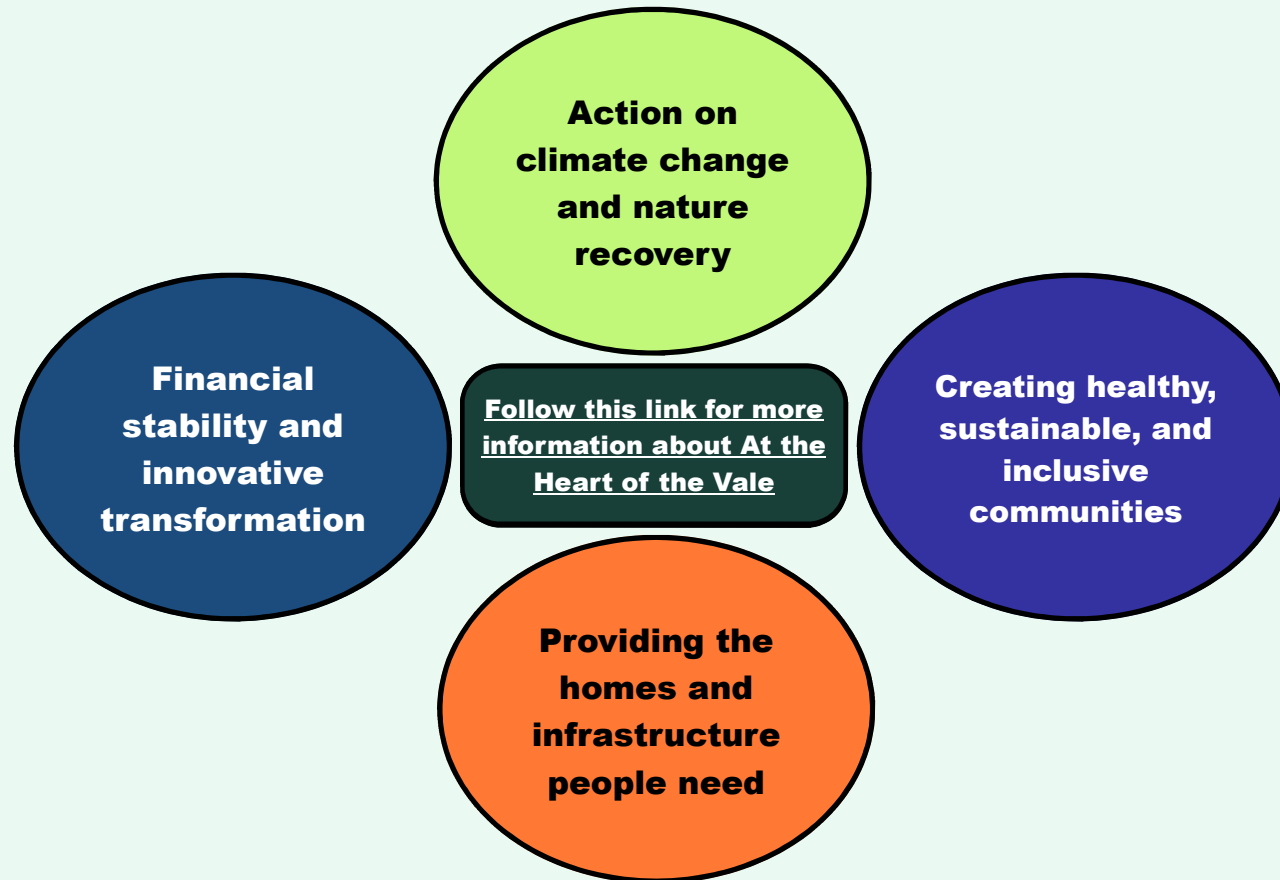 Action on
climate change
and nature
recovery
Financial
stability and
innovative
transformation
Follow this link for more
information about At the
Heart of the Vale
Creating healthy,
sustainable, and
inclusive
communities
Providing the
homes and
infrastructure
people need